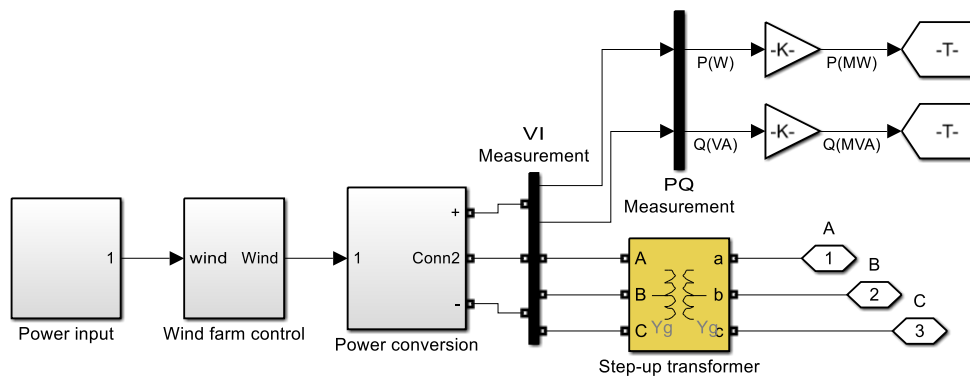 P(W)
-K-
P(MW)
-T-
VI
Measurement
Q(VA)
-K-
Q(MVA)
-T-
PQ
Measurement
1
wind
Wind
1
+
Conn2
-
A
B
C
a
b
c
Yg
Yg
A
1
B
2
C
3
Power input
Wind farm control
Power conversion
Step-up transformer